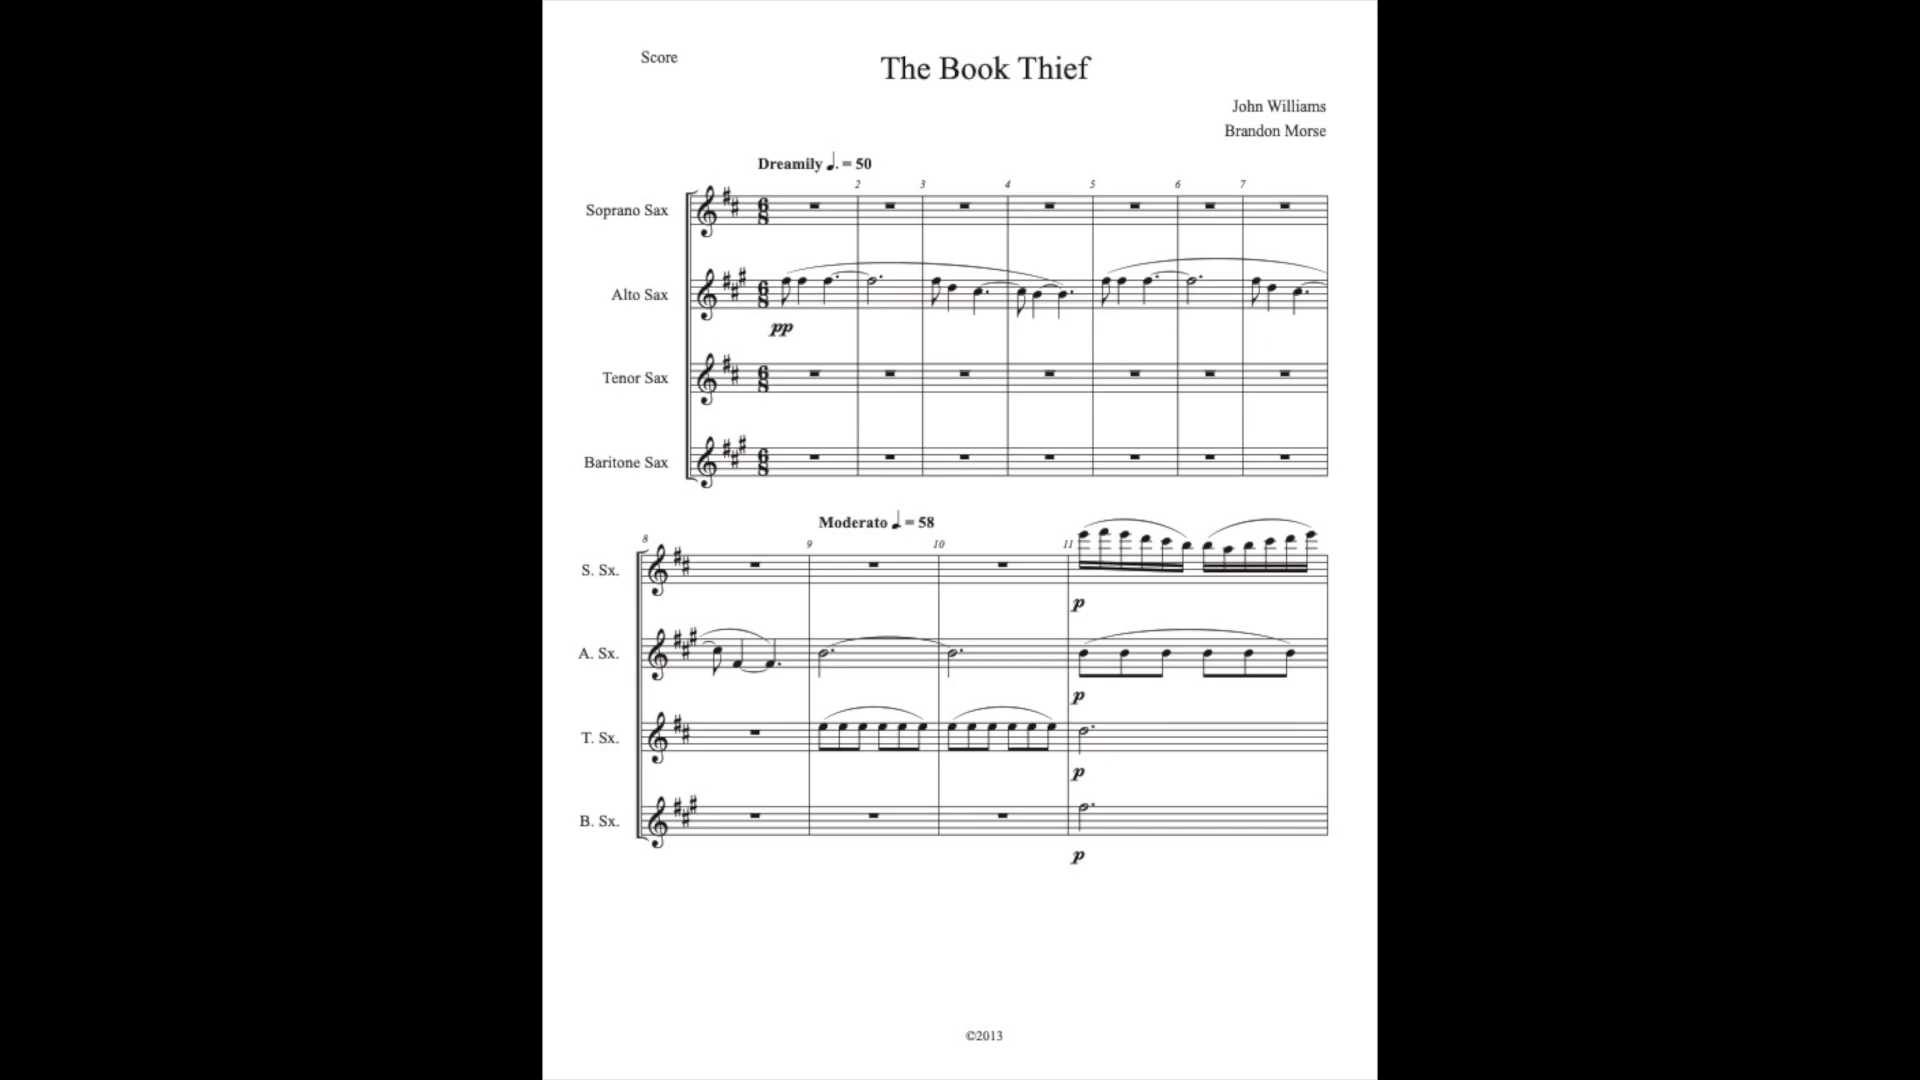 Score
The Book Thief
John Williams
Brandon Morse
Dreamily ♩. = 50
2 3 4 5 6 7
Soprano Sax
Alto Sax
pp
Tenor Sax
Baritone Sax
Moderato ♩ = 58
8 9 10 11
S. Sx.
p
A. Sx.
p
T. Sx.
p
B. Sx.
p
©2013